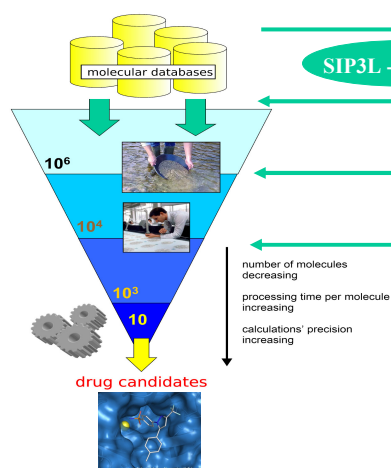 SIP3L -
molecular databases
10⁶
10⁴
number of molecules
decreasing
processing time per molecule
increasing
calculations' precision
increasing
10³
10
drug candidates